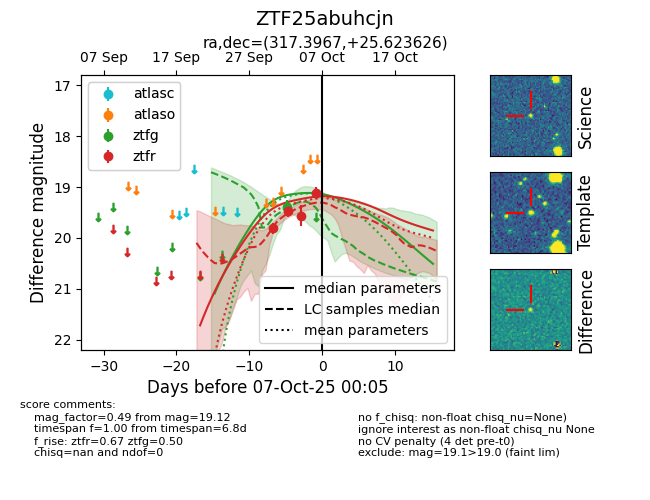 ZTF25abuhcjn
ra,dec=(317.3967,+25.623626)
07 Sep 17 Sep 27 Sep 07 Oct 17 Oct
17
18
19
20
21
22
Difference magnitude
atlasc
atlaso
ztfg
ztfr
median parameters
LC samples median
mean parameters
−30 −20 −10 0 10
Days before 07-Oct-25 00:05
Science
Template
Difference
score comments:
mag_factor=0.49 from mag=19.12
timespan f=1.00 from timespan=6.8d
f_rise: ztfr=0.67 ztfg=0.50
chisq=nan and ndof=0
no f_chisq: non-float chisq_nu=None)
ignore interest as non-float chisq_nu None
no CV penalty (4 det pre-t0)
exclude: mag=19.1>19.0 (faint lim)